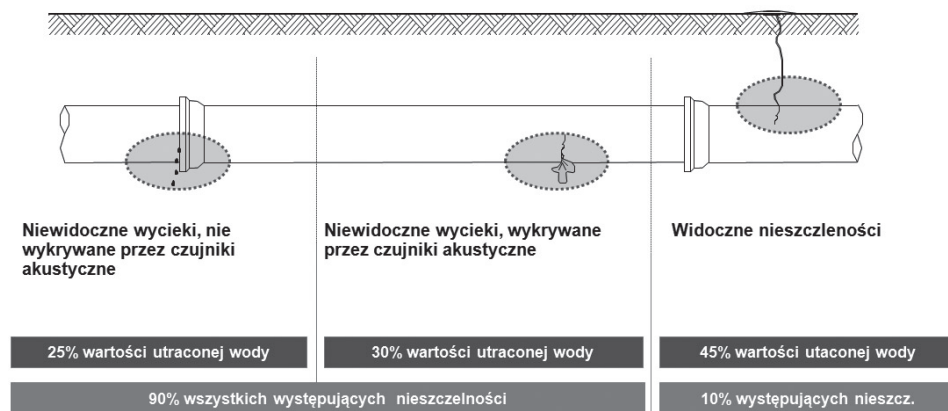 Niewidoczne wycieki, nie
wykrywane przez czujniki
akustyczne
Niewidoczne wycieki, wykrywane
przez czujniki akustyczne
Widoczne nieszczleności
25% wartości utraconej wody
30% wartości utraconej wody
45% wartości utaconej wody
90% wszystkich występujących nieszczelności
10% występujących nieszcz.